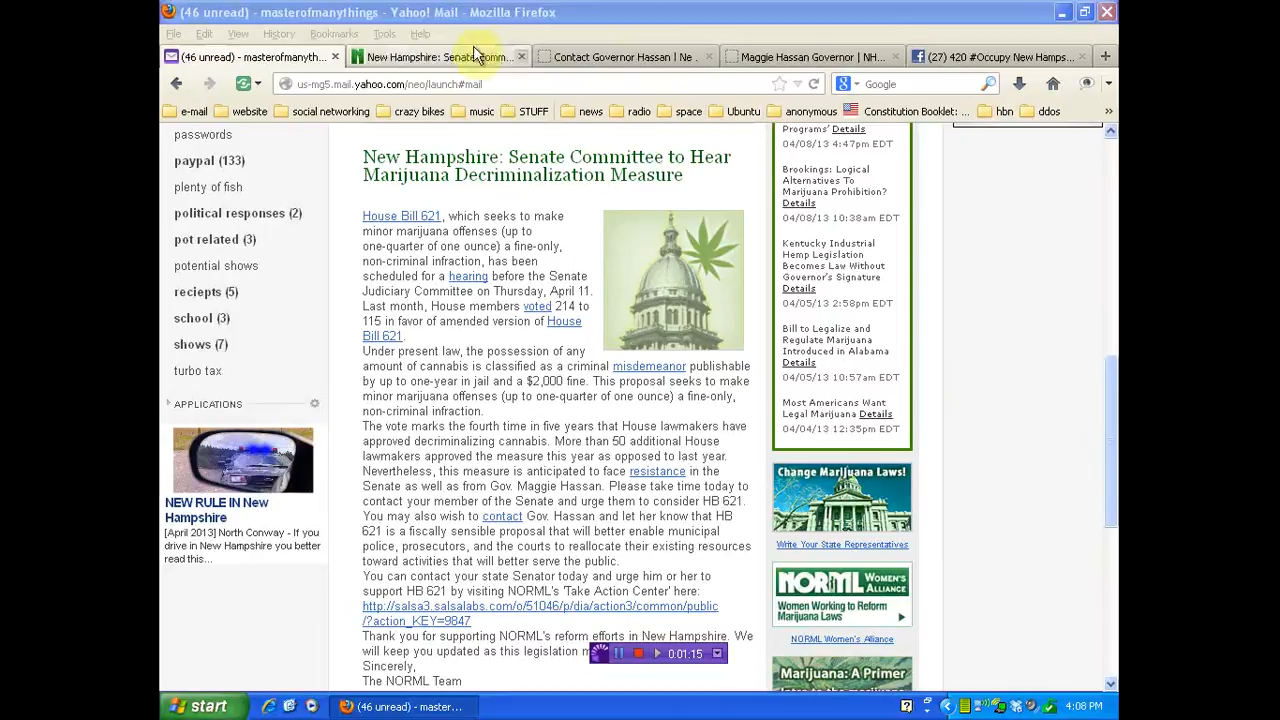 (46 unread) - masterofmanythings - Yahoo! Mail - Mozilla Firefox
File Edit View History Bookmarks Tools Help
(46 unread) - masterofmanyth...
New Hampshire: Senate Comm...
Contact Governor Hassan | Ne...
Maggie Hassan Governor | NH...
(27) 420 #Occupy New Hamps...
us-mg5.mail.yahoo.com/neo/launch#mail
Google
e-mail website social networking crazy bikes music STUFF news radio space Ubuntu anonymous Constitution Booklet: ... hbn ddos
passwords
paypal (133)
plenty of fish
political responses (2)
pot related (3)
potential shows
reciepts (5)
school (3)
shows (7)
turbo tax
APPLICATIONS
NEW RULE IN New
Hampshire
[April 2013] North Conway - If you
drive in New Hampshire you better
read this...
New Hampshire: Senate Committee to Hear
Marijuana Decriminalization Measure
House Bill 621, which seeks to make
minor marijuana offenses (up to
one-quarter of one ounce) a fine-only,
non-criminal infraction, has been
scheduled for a hearing before the Senate
Judiciary Committee on Thursday, April 11.
Last month, House members voted 214 to
115 in favor of amended version of House
Bill 621.
Under present law, the possession of any
amount of cannabis is classified as a criminal misdemeanor publishable
by up to one-year in jail and a $2,000 fine. This proposal seeks to make
minor marijuana offenses (up to one-quarter of one ounce) a fine-only,
non-criminal infraction.
The vote marks the fourth time in five years that House lawmakers have
approved decriminalizing cannabis. More than 50 additional House
lawmakers approved the measure this year as opposed to last year.
Nevertheless, this measure is anticipated to face resistance in the
Senate as well as from Gov. Maggie Hassan. Please take time today to
contact your member of the Senate and urge them to consider HB 621.
You may also wish to contact Gov. Hassan and let her know that HB
621 is a fiscally sensible proposal that will better enable municipal
police, prosecutors, and the courts to reallocate their existing resources
toward activities that will better serve the public.
You can contact your state Senator today and urge him or her to
support HB 621 by visiting NORML's 'Take Action Center' here:
http://salsa3.salsalabs.com/o/51046/p/dia/action3/common/public
/?action_KEY=9847
Thank you for supporting NORML's reform efforts in New Hampshire. We
will keep you updated as this legislation m
Sincerely,
The NORML Team
0:01:15
Programs' Details
04/08/13 4:47pm EDT
Brookings: Logical
Alternatives To
Marijuana Prohibition?
Details
04/08/13 10:38am EDT
Kentucky Industrial
Hemp Legislation
Becomes Law Without
Governor's Signature
Details
04/05/13 2:58pm EDT
Bill to Legalize and
Regulate Marijuana
Introduced in Alabama
Details
04/05/13 10:57am EDT
Most Americans Want
Legal Marijuana Details
04/04/13 12:35pm EDT
Change Marijuana Laws!
Write Your State Representatives
NORML WOMEN'S ALLIANCE
Women Working to Reform
Marijuana Laws
NORML Women's Alliance
Marijuana: A Primer
start
(46 unread) - master...
4:08 PM